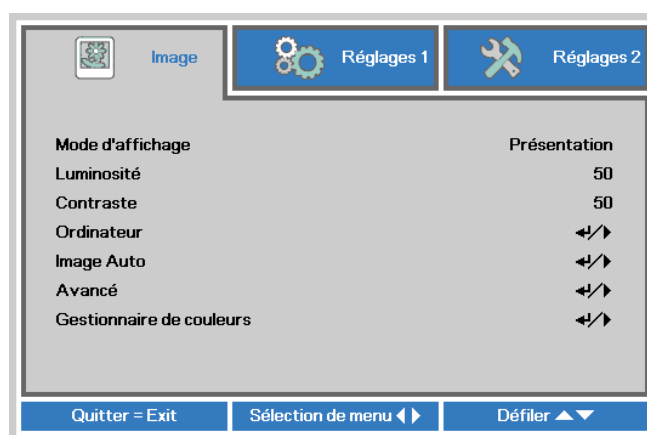 Image Réglages 1 Réglages 2
Mode d'affichage Présentation
Luminosité 50
Contraste 50
Ordinateur
Image Auto
Avancé
Gestionnaire de couleurs
Quitter = Exit Sélection de menu Défiler